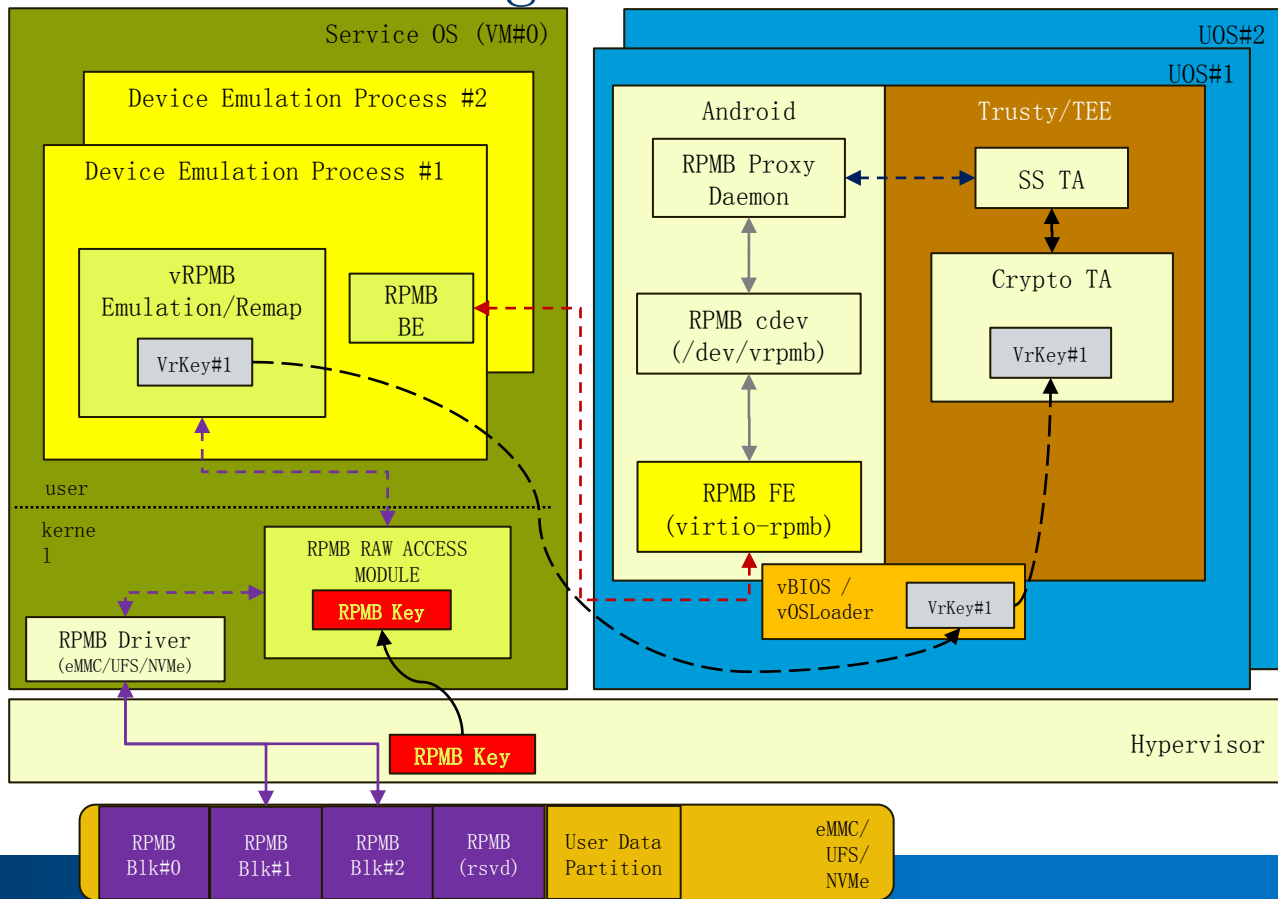 Service OS (VM#0)
Device Emulation Process #2
Device Emulation Process #1
vRPMB
Emulation/Remap
VrKey#1
RPMB
BE
user
kerne
l
RPMB RAW ACCESS
MODULE
RPMB Key
RPMB Driver
(eMMC/UFS/NVMe)
UOS#2
UOS#1
Android
RPMB Proxy
Daemon
RPMB cdev
(/dev/vrpmb)
RPMB FE
(virtio-rpmb)
Trusty/TEE
SS TA
Crypto TA
VrKey#1
vBIOS /
vOSLoader
VrKey#1
RPMB Key
Hypervisor
RPMB
Blk#0
RPMB
Blk#1
RPMB
Blk#2
RPMB
(rsvd)
User Data
Partition
eMMC/
UFS/
NVMe